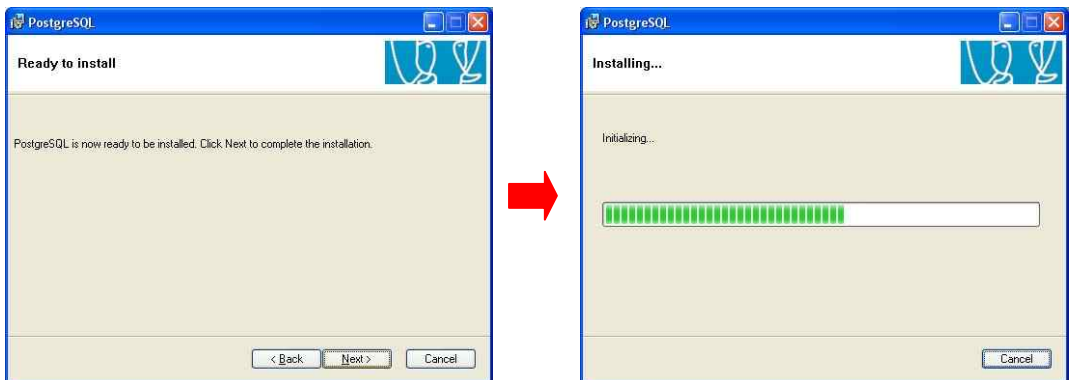 PostgreSQL
Ready to install
PostgreSQL is now ready to be installed. Click Next to complete the installation.
< Back
Next >
Cancel
PostgreSQL
Installing...
Initializing...
Cancel